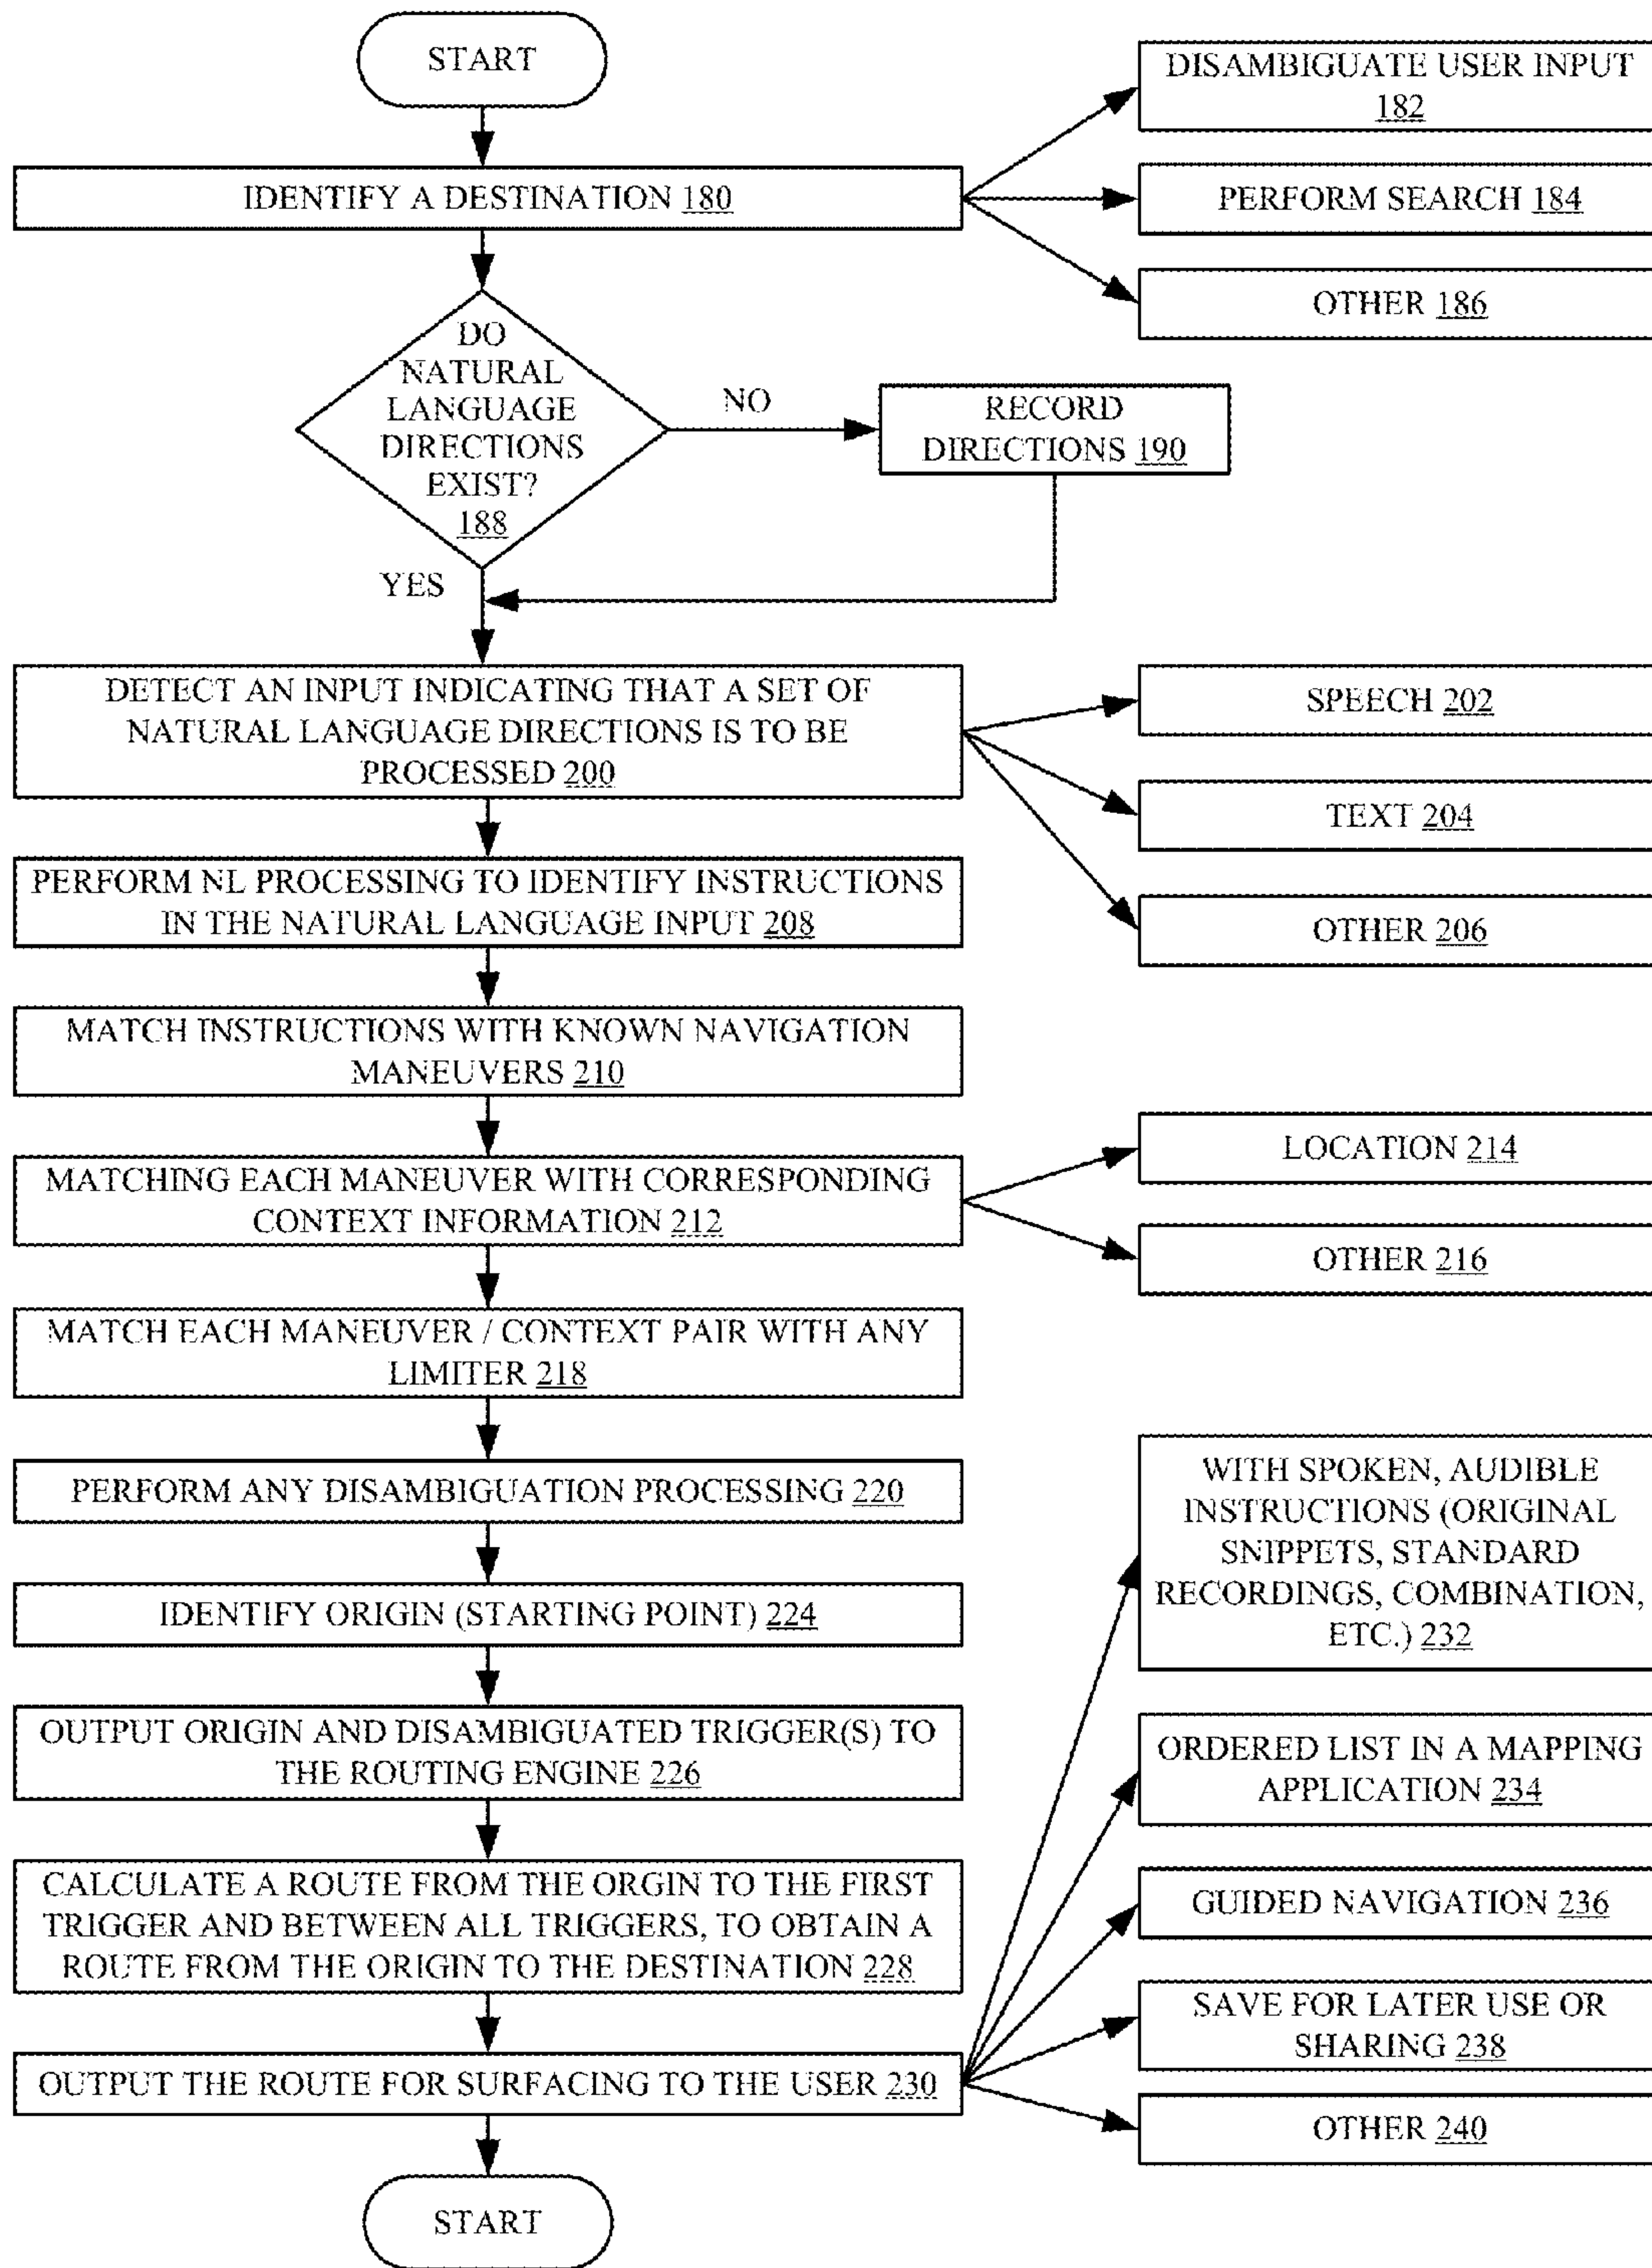 START
DISAMBIGUATE USER INPUT
182
IDENTIFY A DESTINATION 180
PERFORM SEARCH 184
OTHER 186
DO
NATURAL
LANGUAGE
DIRECTIONS
EXIST?
188
NO
RECORD
DIRECTIONS 190
YES
DETECT AN INPUT INDICATING THAT A SET OF
NATURAL LANGUAGE DIRECTIONS IS TO BE
PROCESSED 200
SPEECH 202
TEXT 204
OTHER 206
PERFORM NL PROCESSING TO IDENTIFY INSTRUCTIONS
IN THE NATURAL LANGUAGE INPUT 208
MATCH INSTRUCTIONS WITH KNOWN NAVIGATION
MANEUVERS 210
MATCHING EACH MANEUVER WITH CORRESPONDING
CONTEXT INFORMATION 212
LOCATION 214
OTHER 216
MATCH EACH MANEUVER / CONTEXT PAIR WITH ANY
LIMITER 218
PERFORM ANY DISAMBIGUATION PROCESSING 220
IDENTIFY ORIGIN (STARTING POINT) 224
OUTPUT ORIGIN AND DISAMBIGUATED TRIGGER(S) TO
THE ROUTING ENGINE 226
CALCULATE A ROUTE FROM THE ORGIN TO THE FIRST
TRIGGER AND BETWEEN ALL TRIGGERS, TO OBTAIN A
ROUTE FROM THE ORIGIN TO THE DESTINATION 228
OUTPUT THE ROUTE FOR SURFACING TO THE USER 230
WITH SPOKEN, AUDIBLE
INSTRUCTIONS (ORIGINAL
SNIPPETS, STANDARD
RECORDINGS, COMBINATION,
ETC.) 232
ORDERED LIST IN A MAPPING
APPLICATION 234
GUIDED NAVIGATION 236
SAVE FOR LATER USE OR
SHARING 238
OTHER 240
START